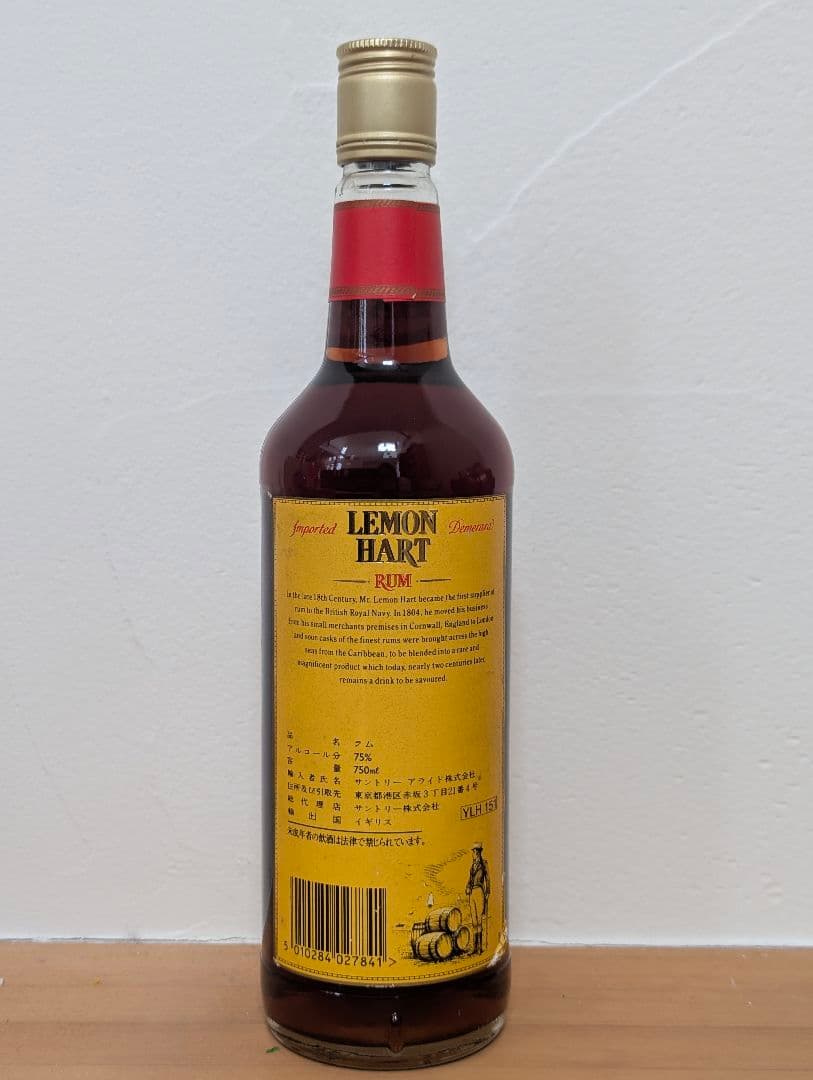 Imported LEMON HART Demerara
RUM
In the late 18th Century, Mr. Lemon Hart became the first supplier of
rum to the British Royal Navy. In 1804, he moved his business
from his small merchants premises in Cornwall, England to London
and soon casks of the finest rums were brought across the high
seas from the Caribbean, to be blended into a rare and
magnificent product which today, nearly two centuries later,
remains a drink to be savoured.
品名 ラム
アルコール分 75%
容量 750mℓ
輸入者氏名 サントリー アライド株式会社
住所及び引取先 東京都港区赤坂3丁目21番4号
総代理店 サントリー株式会社
輸出国 イギリス
YLH 151
未成年者の飲酒は法律で禁じられています。
5 010284 027841 >